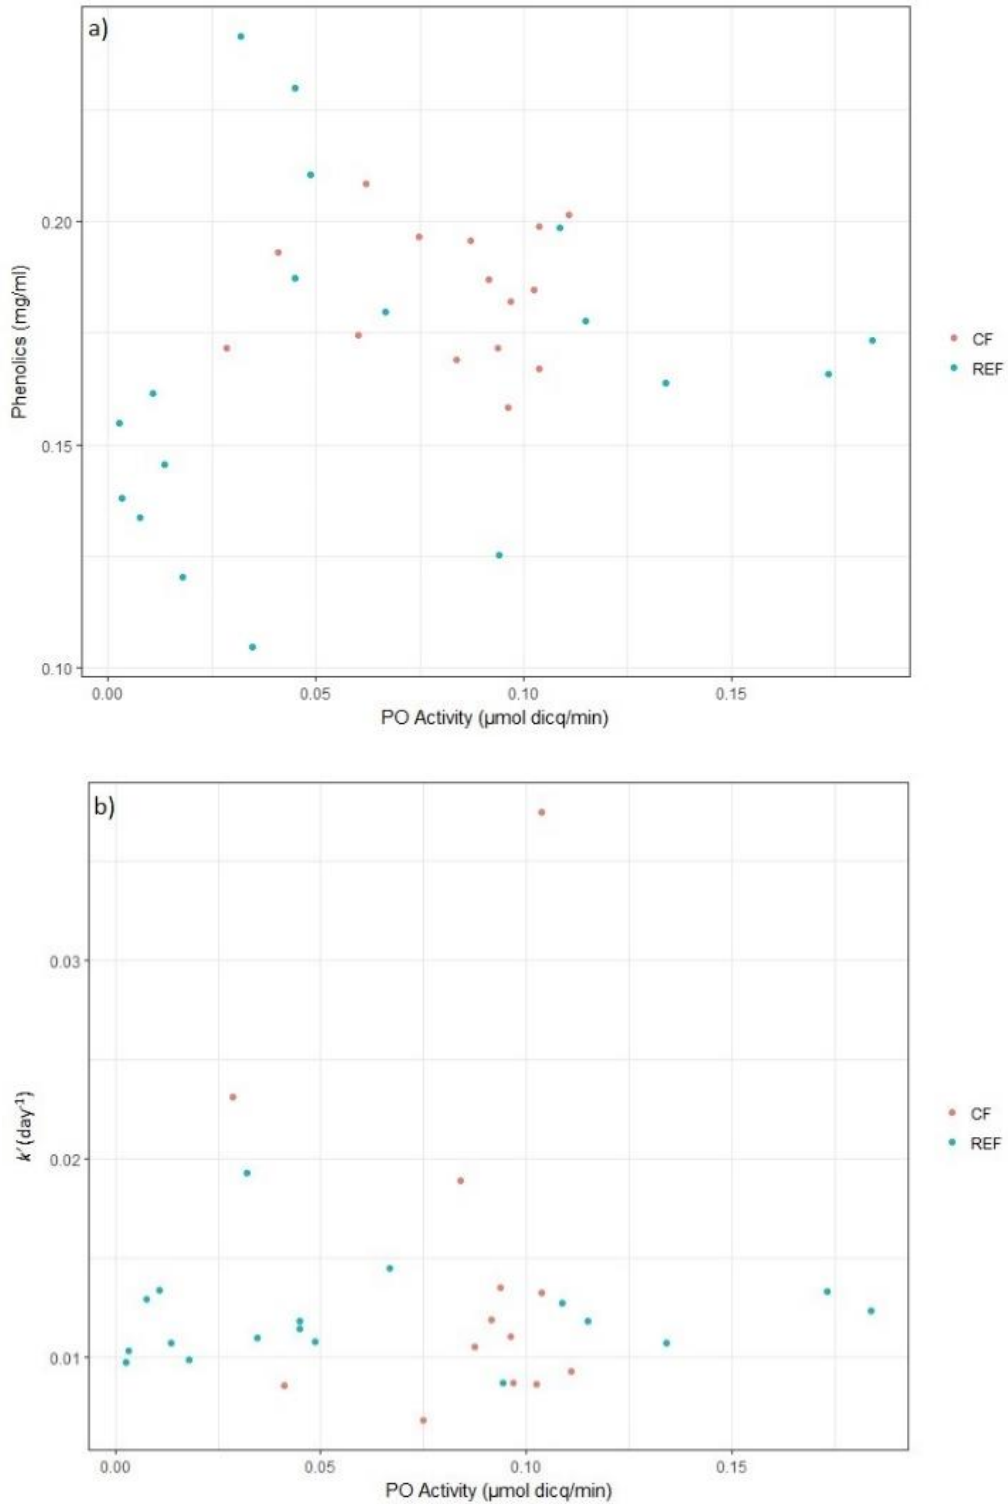 a)
0.20
0.15
0.10
Phenolics (mg/ml)
0.00 0.05 0.10 0.15
PO Activity (µmol dicq/min)
CF
REF
b)
0.03
0.02
0.01
k′ (day⁻¹)
0.00 0.05 0.10 0.15
PO Activity (µmol dicq/min)
CF
REF